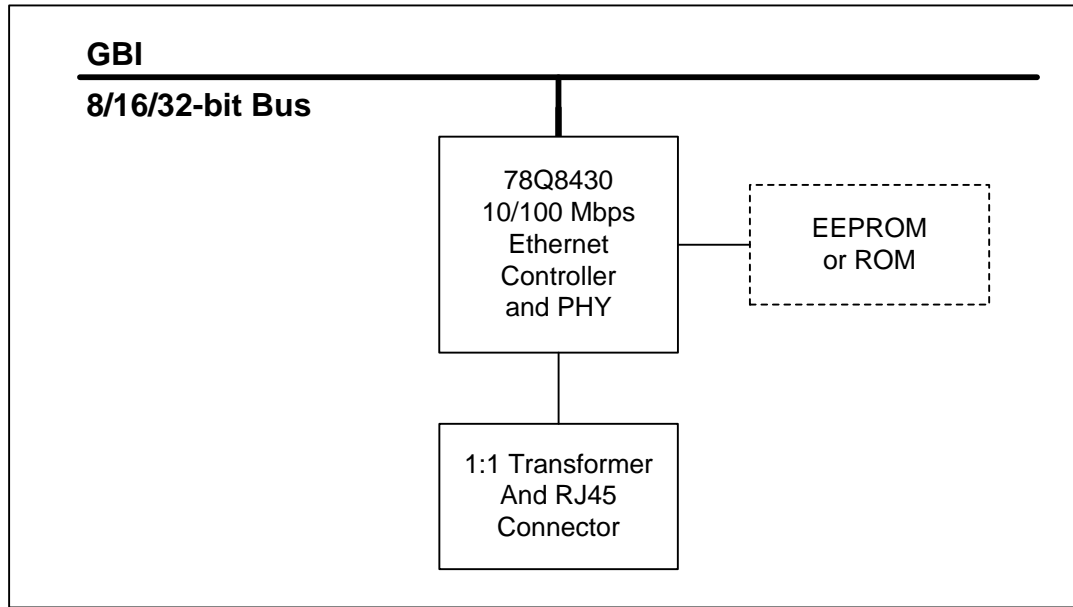 GBI
8/16/32-bit Bus
78Q8430
10/100 Mbps
Ethernet
Controller
and PHY
EEPROM
or ROM
1:1 Transformer
And RJ45
Connector